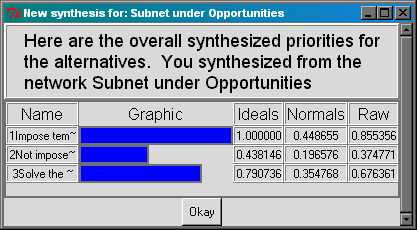 New synthesis for: Subnet under Opportunities
Here are the overall synthesized priorities for
the alternatives. You synthesized from the
network Subnet under Opportunities
Name Graphic Ideals Normals Raw
1Impose tem~ 1.000000 0.448655 0.855356
2Not impose~ 0.438146 0.196576 0.374771
3Solve the ~ 0.790736 0.354768 0.676361
Okay